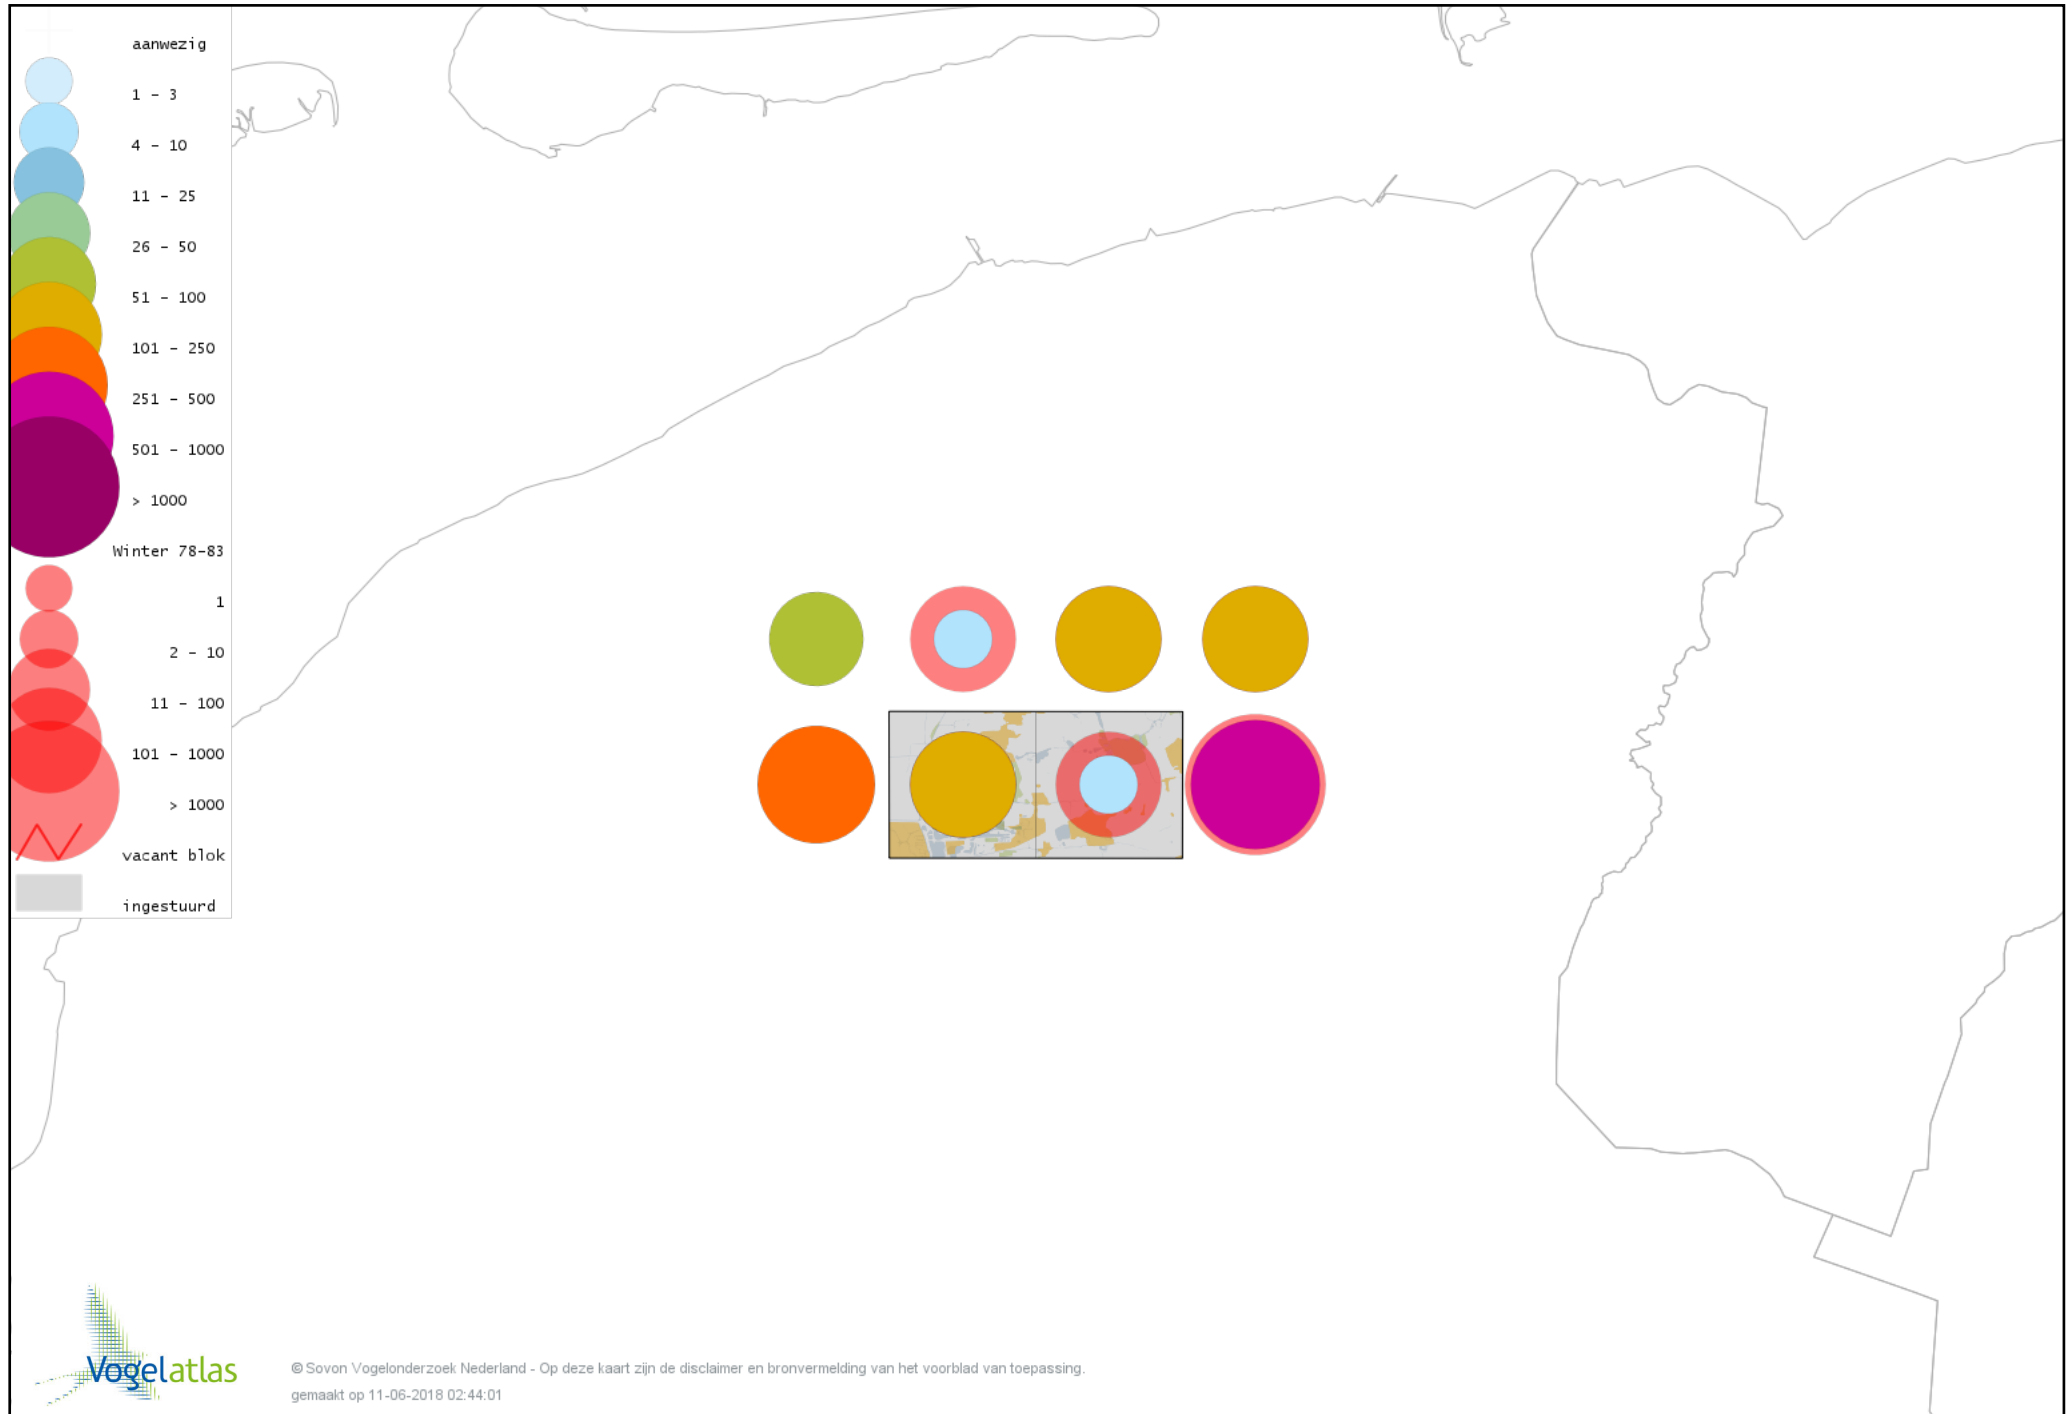 aanwezig
1 - 3
4 - 10
11 - 25
26 - 50
51 - 100
101 - 250
251 - 500
501 - 1000
> 1000
Winter 78-83
1
2 - 10
11 - 100
101 - 1000
> 1000
vacant blok
ingestuurd
Vogelatlas
© Sovon Vogelonderzoek Nederland - Op deze kaart zijn de disclaimer en bronvermelding van het voorblad van toepassing.
gemaakt op 11-06-2018 02:44:01